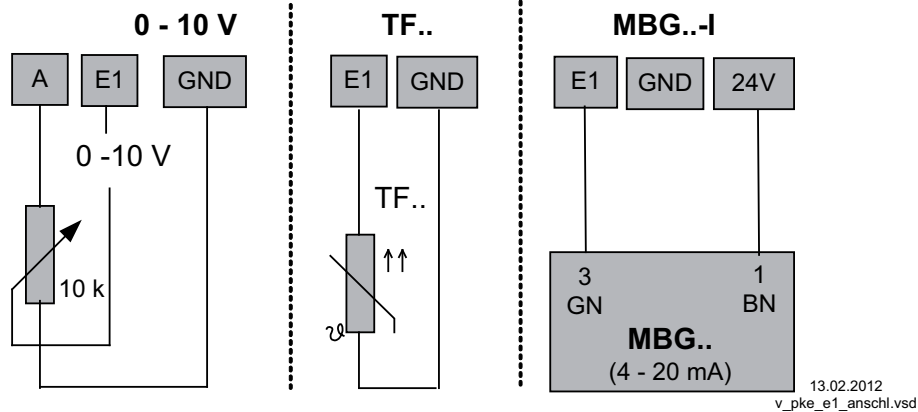 0 - 10 V
A
E1
GND
0 -10 V
10 k
TF..
E1
GND
TF..
ϑ
MBG..-I
E1
GND
24V
3
1
GN
BN
MBG..
(4 - 20 mA)
13.02.2012
v_pke_e1_anschl.vsd